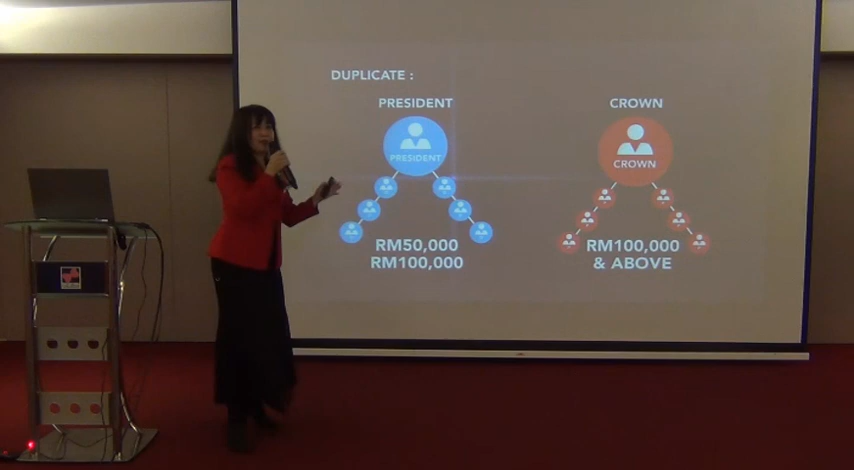 DUPLICATE :
PRESIDENT
CROWN
PRESIDENT
CROWN
RM50,000
RM100,000
RM100,000
& ABOVE